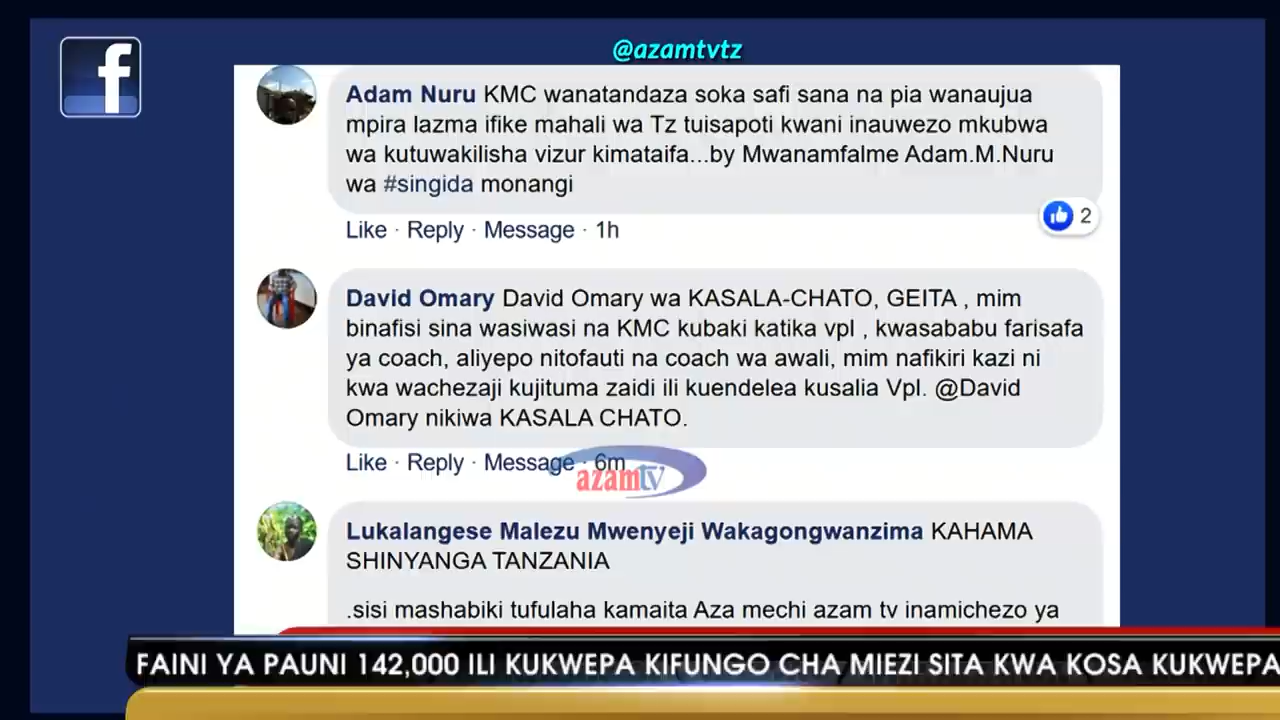 f
@azamtvtz
Adam Nuru KMC wanatandaza soka safi sana na pia wanaujua
mpira lazma ifike mahali wa Tz tuisapoti kwani inauwezo mkubwa
wa kutuwakilisha vizur kimataifa...by Mwanamfalme Adam.M.Nuru
wa #singida monangi
Like · Reply · Message · 1h
2
David Omary David Omary wa KASALA-CHATO, GEITA , mim
binafisi sina wasiwasi na KMC kubaki katika vpl , kwasababu farisafa
ya coach, aliyepo nitofauti na coach wa awali, mim nafikiri kazi ni
kwa wachezaji kujituma zaidi ili kuendelea kusalia Vpl. @David
Omary nikiwa KASALA CHATO.
Like · Reply · Message · 6m
azamtv
Lukalangese Malezu Mwenyeji Wakagongwanzima KAHAMA
SHINYANGA TANZANIA
.sisi mashabiki tufulaha kamaita Aza mechi azam tv inamichezo ya
FAINI YA PAUNI 142,000 ILI KUKWEPA KIFUNGO CHA MIEZI SITA KWA KOSA KUKWEPA